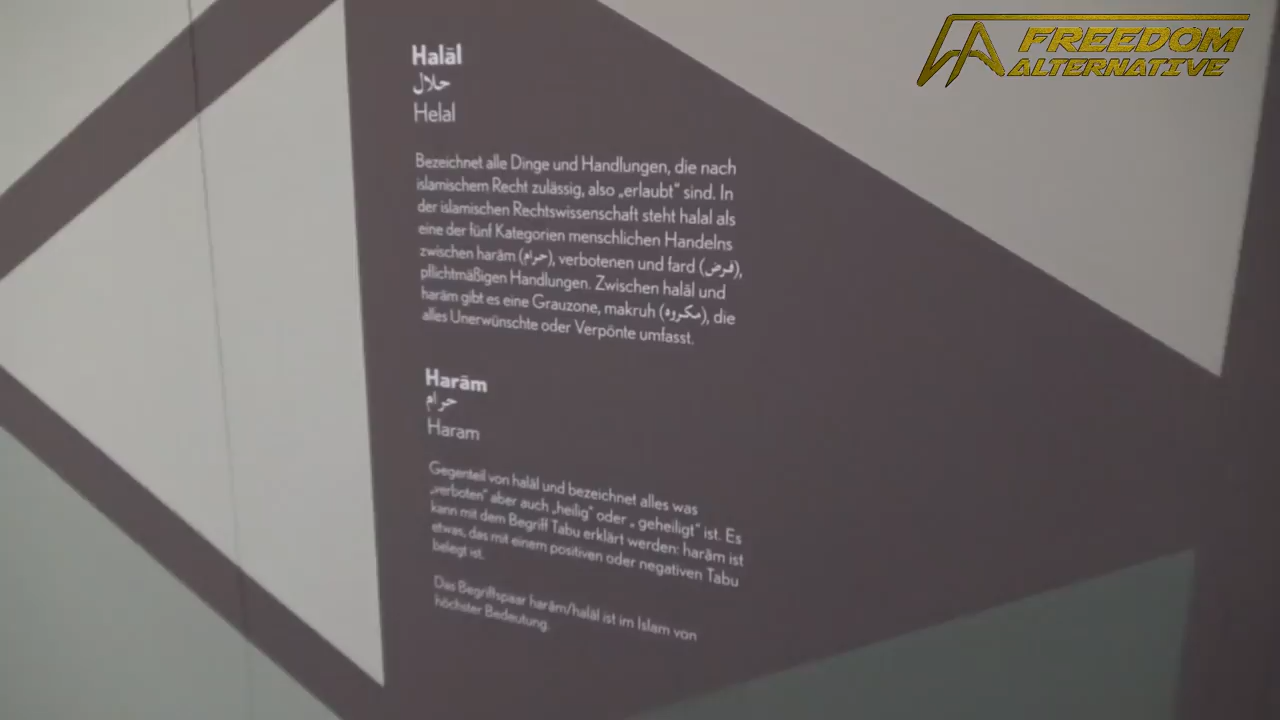 FREEDOM
ALTERNATIVE
Halāl
حلال
Helal
Bezeichnet alle Dinge und Handlungen, die nach
islamischem Recht zulässig, also „erlaubt“ sind. In
der islamischen Rechtswissenschaft steht halal als
eine der fünf Kategorien menschlichen Handelns
zwischen harām (حرام), verbotenen und fard (فرض),
pflichtmäßigen Handlungen. Zwischen halāl und
harām gibt es eine Grauzone, makruh (مكروه), die
alles Unerwünschte oder Verpönte umfasst.
Harām
حرام
Haram
Gegenteil von halāl und bezeichnet alles was
„verboten“ aber auch „heilig“ oder „ geheiligt“ ist. Es
kann mit dem Begriff Tabu erklärt werden: harām ist
etwas, das mit einem positiven oder negativen Tabu
belegt ist.
Das Begriffspaar harām/halāl ist im Islam von
höchster Bedeutung.